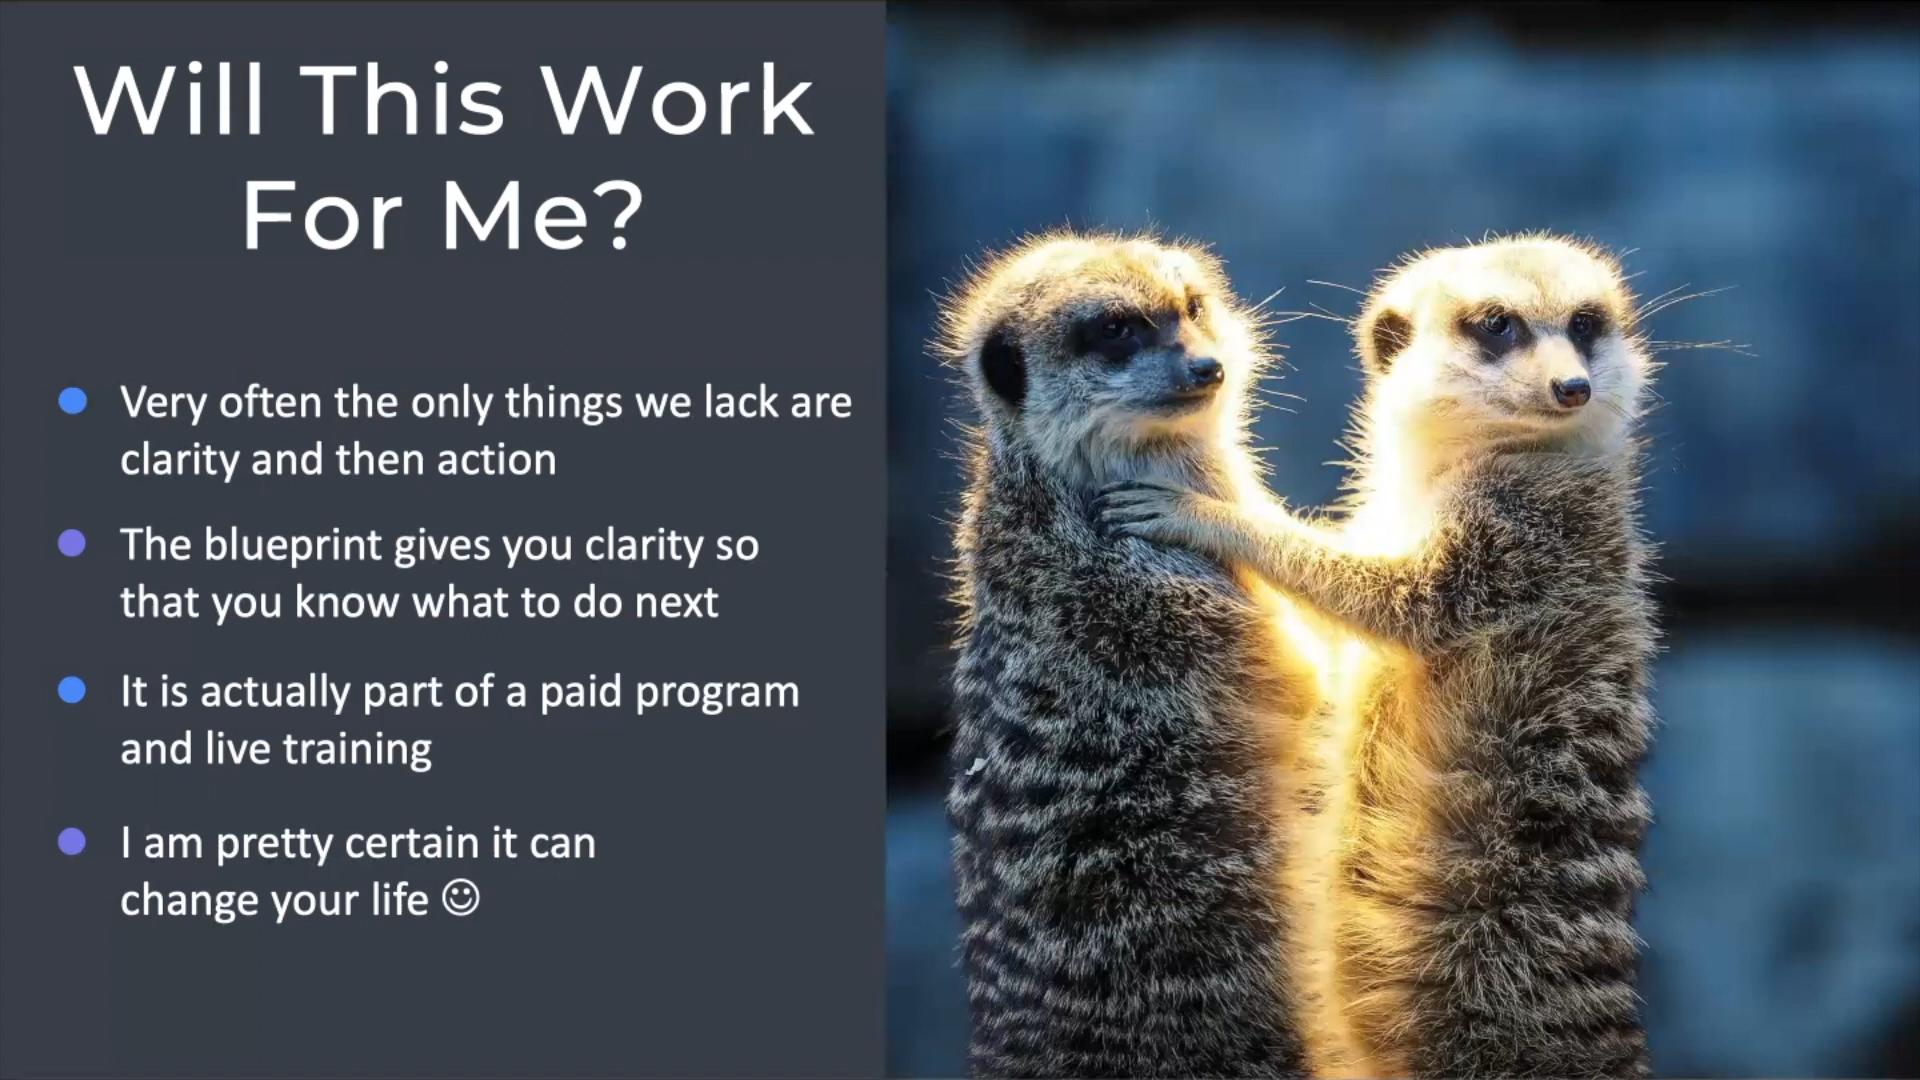 Will This Work
For Me?
Very often the only things we lack are
clarity and then action
The blueprint gives you clarity so
that you know what to do next
It is actually part of a paid program
and live training
I am pretty certain it can
change your life ☺